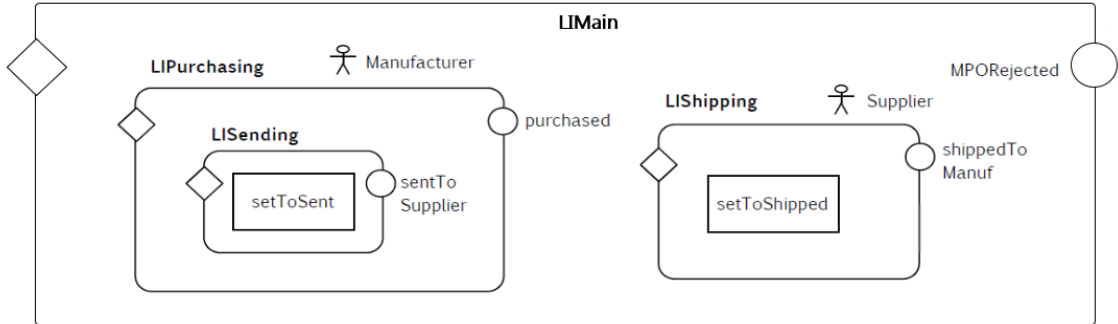 LIMain
LIPurchasing
Manufacturer
MPORejected
LIShipping
Supplier
purchased
LISending
shippedTo
Manuf
sentTo
Supplier
setToSent
setToShipped